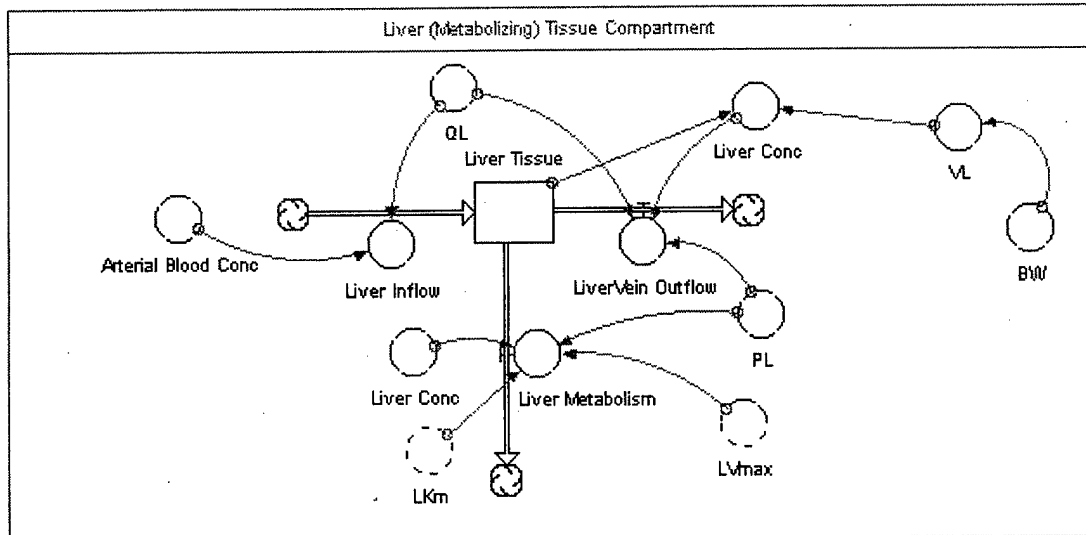 Liver (Metabolizing) Tissue Compartment
QL
Liver Tissue
Liver Conc
VL
Arterial Blood Conc
Liver Inflow
LiverVein Outflow
BW
PL
Liver Conc
Liver Metabolism
LKm
LVmax